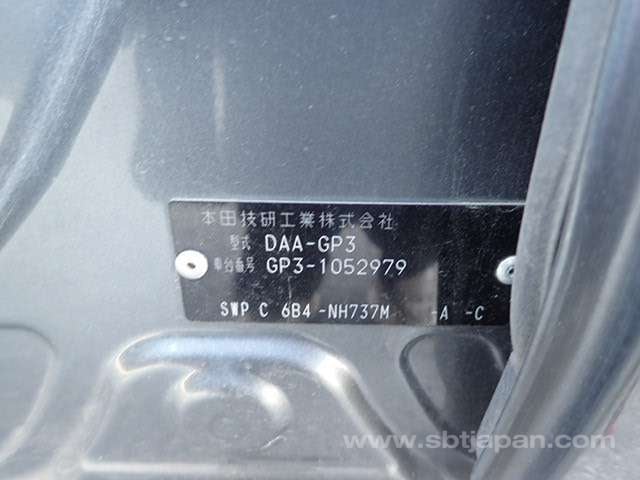 本田技研工業株式会社
型式 DAA-GP3
車台番号 GP3-1052979
SWP C 6B4 -NH737M -A -C
www.sbtjapan.com